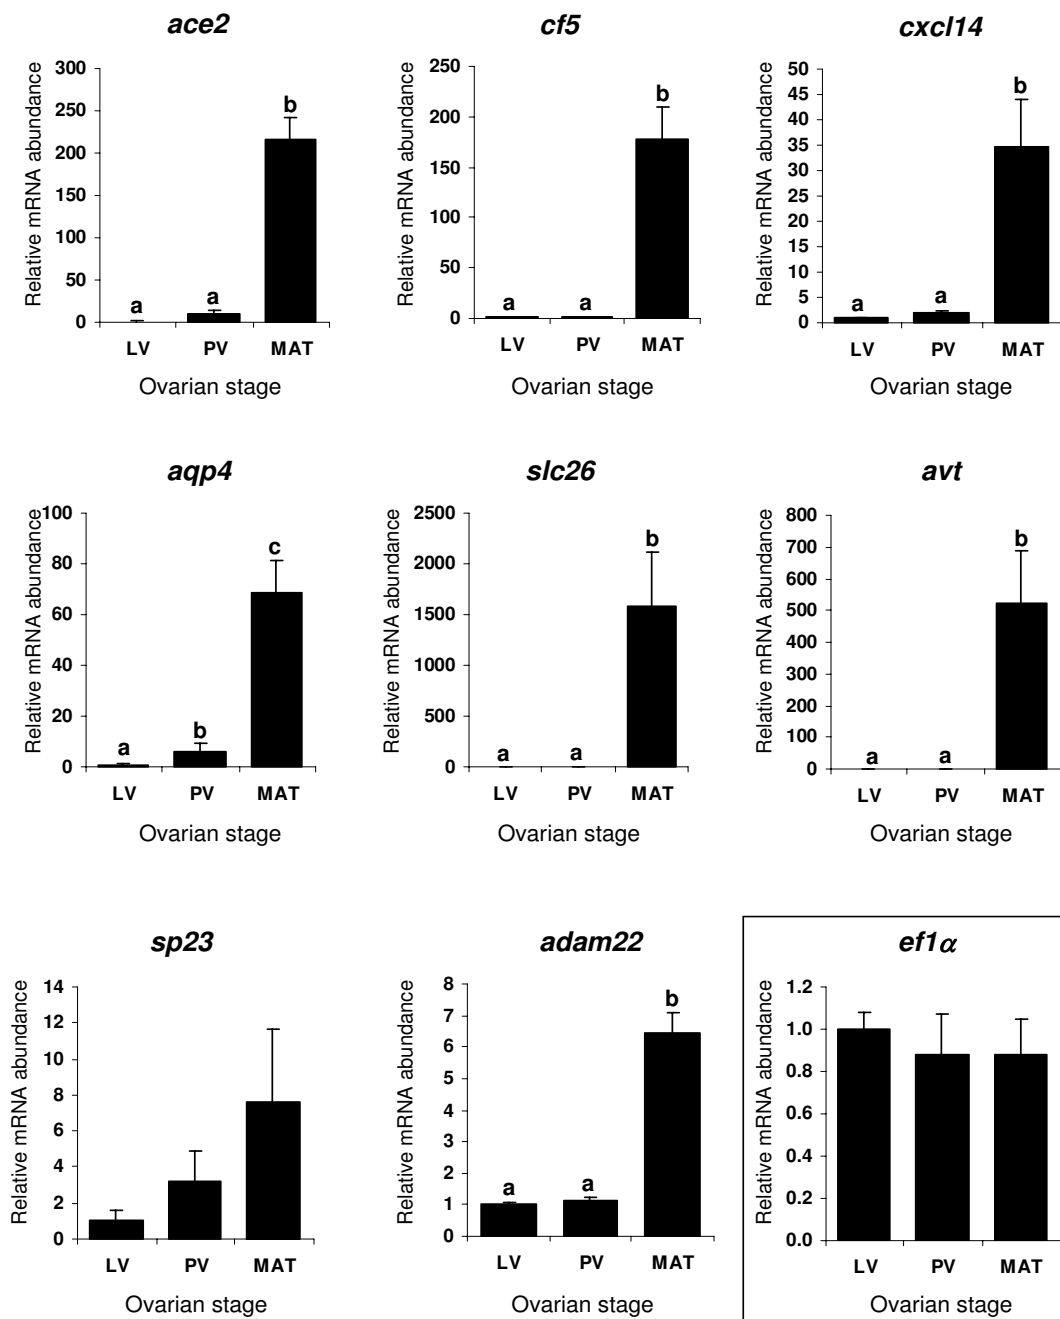 ace2
Relative mRNA abundance
300
250
200
150
100
50
0
a
a
b
LV PV MAT
Ovarian stage
cf5
Relative mRNA abundance
250
200
150
100
50
0
a
a
b
LV PV MAT
Ovarian stage
cxcl14
Relative mRNA abundance
50
45
40
35
30
25
20
15
10
5
0
a
a
b
LV PV MAT
Ovarian stage
aqp4
Relative mRNA abundance
100
80
60
40
20
0
a
b
c
LV PV MAT
Ovarian stage
slc26
Relative mRNA abundance
2500
2000
1500
1000
500
0
a
a
b
LV PV MAT
Ovarian stage
avt
Relative mRNA abundance
800
700
600
500
400
300
200
100
0
a
a
b
LV PV MAT
Ovarian stage
sp23
Relative mRNA abundance
14
12
10
8
6
4
2
0
LV PV MAT
Ovarian stage
adam22
Relative mRNA abundance
8
7
6
5
4
3
2
1
0
a
a
b
LV PV MAT
Ovarian stage
ef1α
Relative mRNA abundance
1.2
1.0
0.8
0.6
0.4
0.2
0.0
LV PV MAT
Ovarian stage